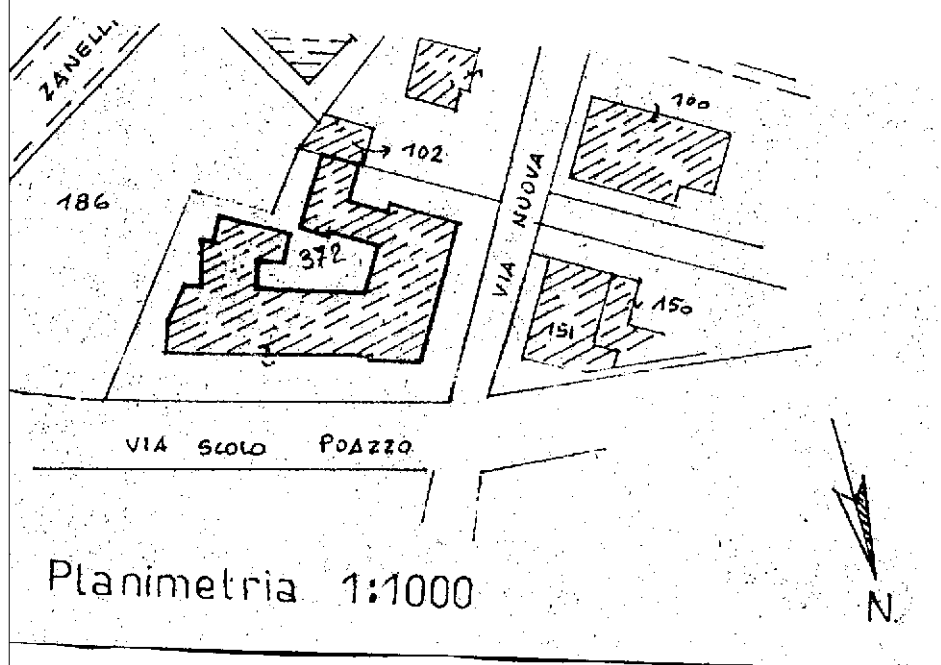 ZANELLI
100
102
186
VIA NUOVA
372
150
151
VIA SCOLO POAZZO
Planimetria 1:1000
N.